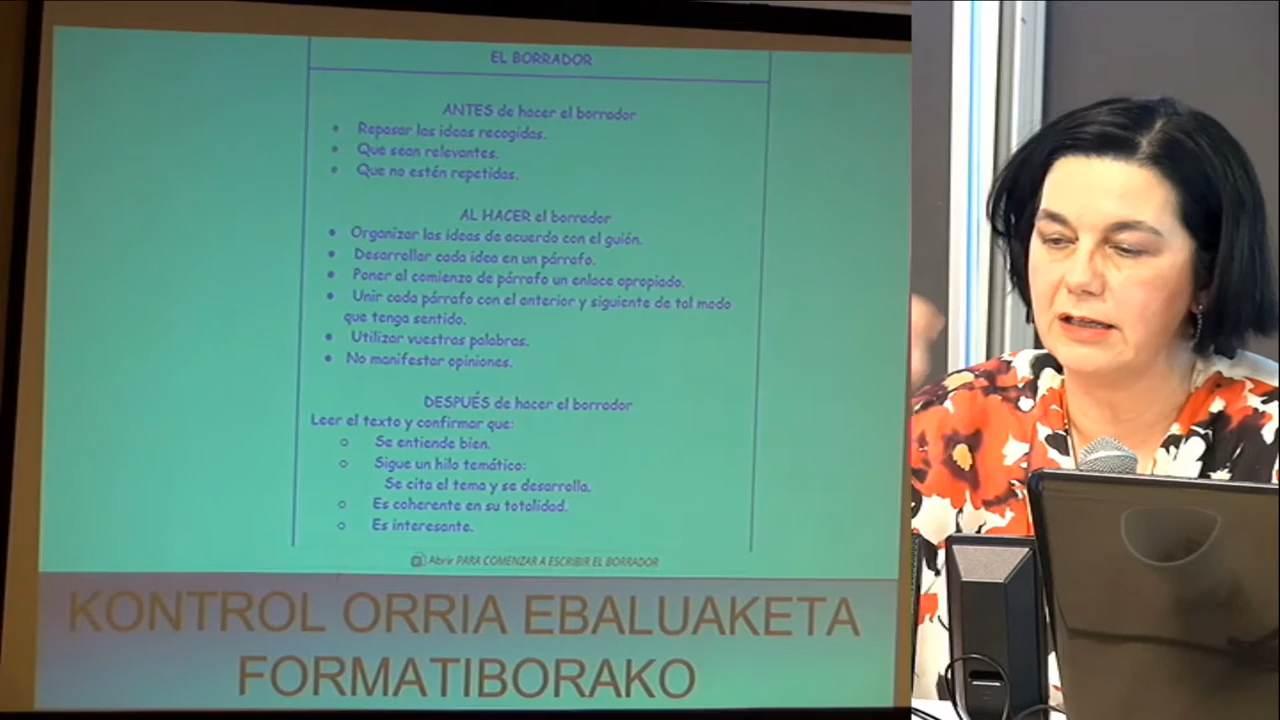 EL BORRADOR
ANTES de hacer el borrador
Repasar las ideas recogidas.
Que sean relevantes.
Que no estén repetidas.
AL HACER el borrador
Organizar las ideas de acuerdo con el guión.
Desarrollar cada idea en un párrafo.
Poner al comienzo de párrafo un enlace apropiado.
Unir cada párrafo con el anterior y siguiente de tal modo
que tenga sentido.
Utilizar vuestras palabras.
No manifestar opiniones.
DESPUÉS de hacer el borrador
Leer el texto y confirmar que:
Se entiende bien.
Sigue un hilo temático:
Se cita el tema y se desarrolla.
Es coherente en su totalidad.
Es interesante.
Abrir PARA COMENZAR A ESCRIBIR EL BORRADOR
KONTROL ORRIA EBALUAKETA
FORMATIBORAKO